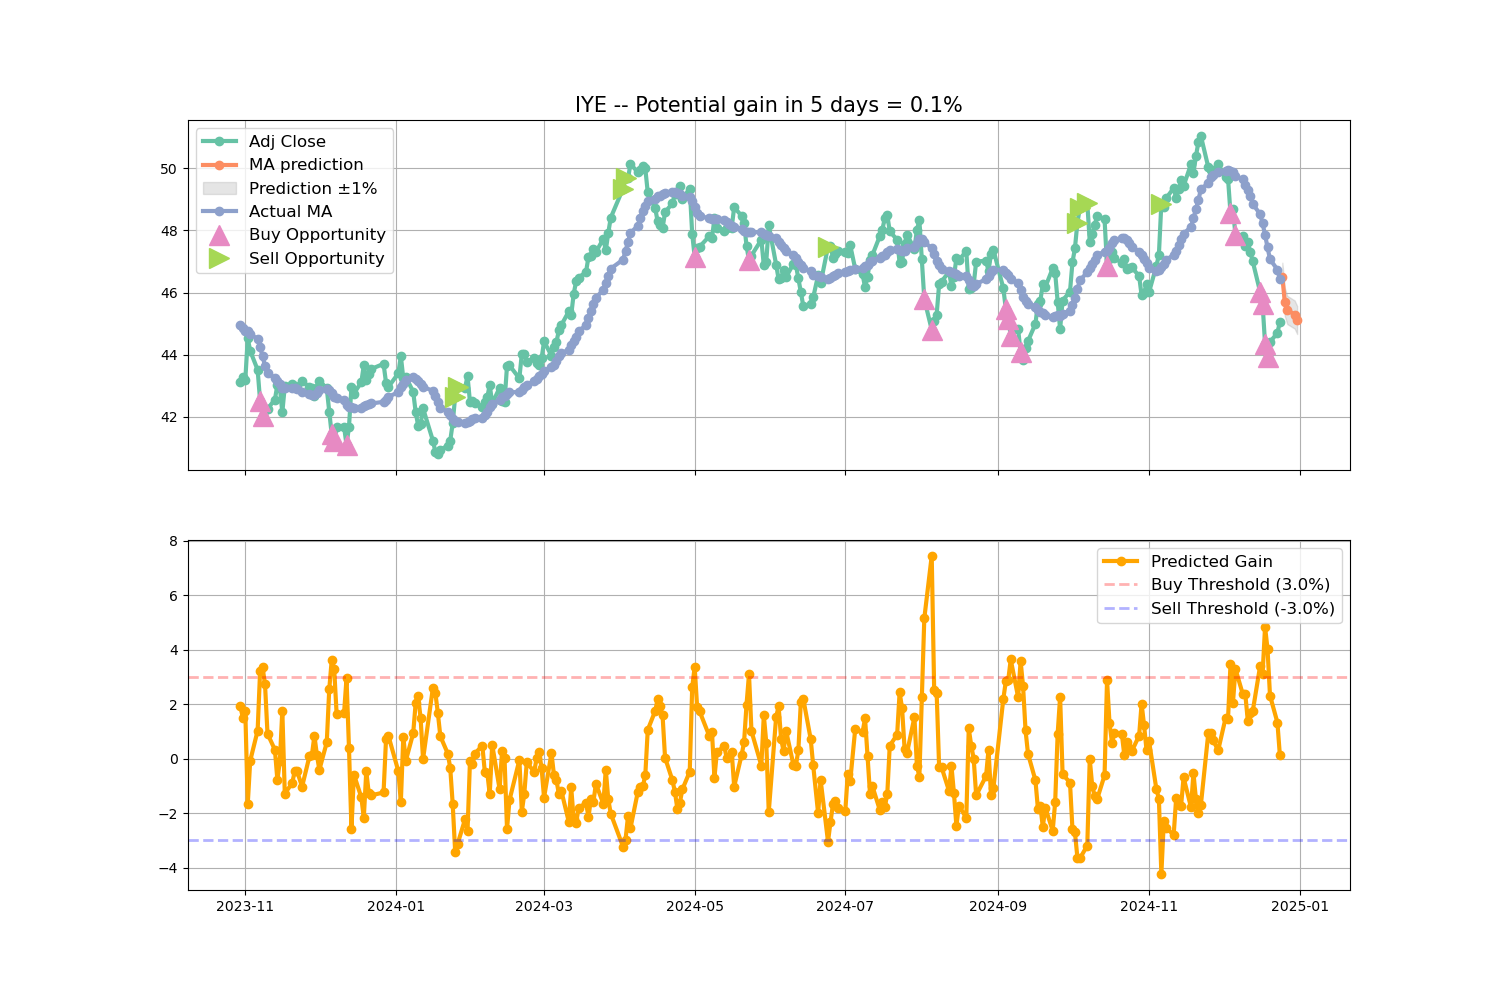 IYE -- Potential gain in 5 days = 0.1%
Adj Close
MA prediction
Prediction ±1%
Actual MA
Buy Opportunity
Sell Opportunity
50
48
46
44
42
8
6
4
2
0
−2
−4
Predicted Gain
Buy Threshold (3.0%)
Sell Threshold (-3.0%)
2023-11 2024-01 2024-03 2024-05 2024-07 2024-09 2024-11 2025-01